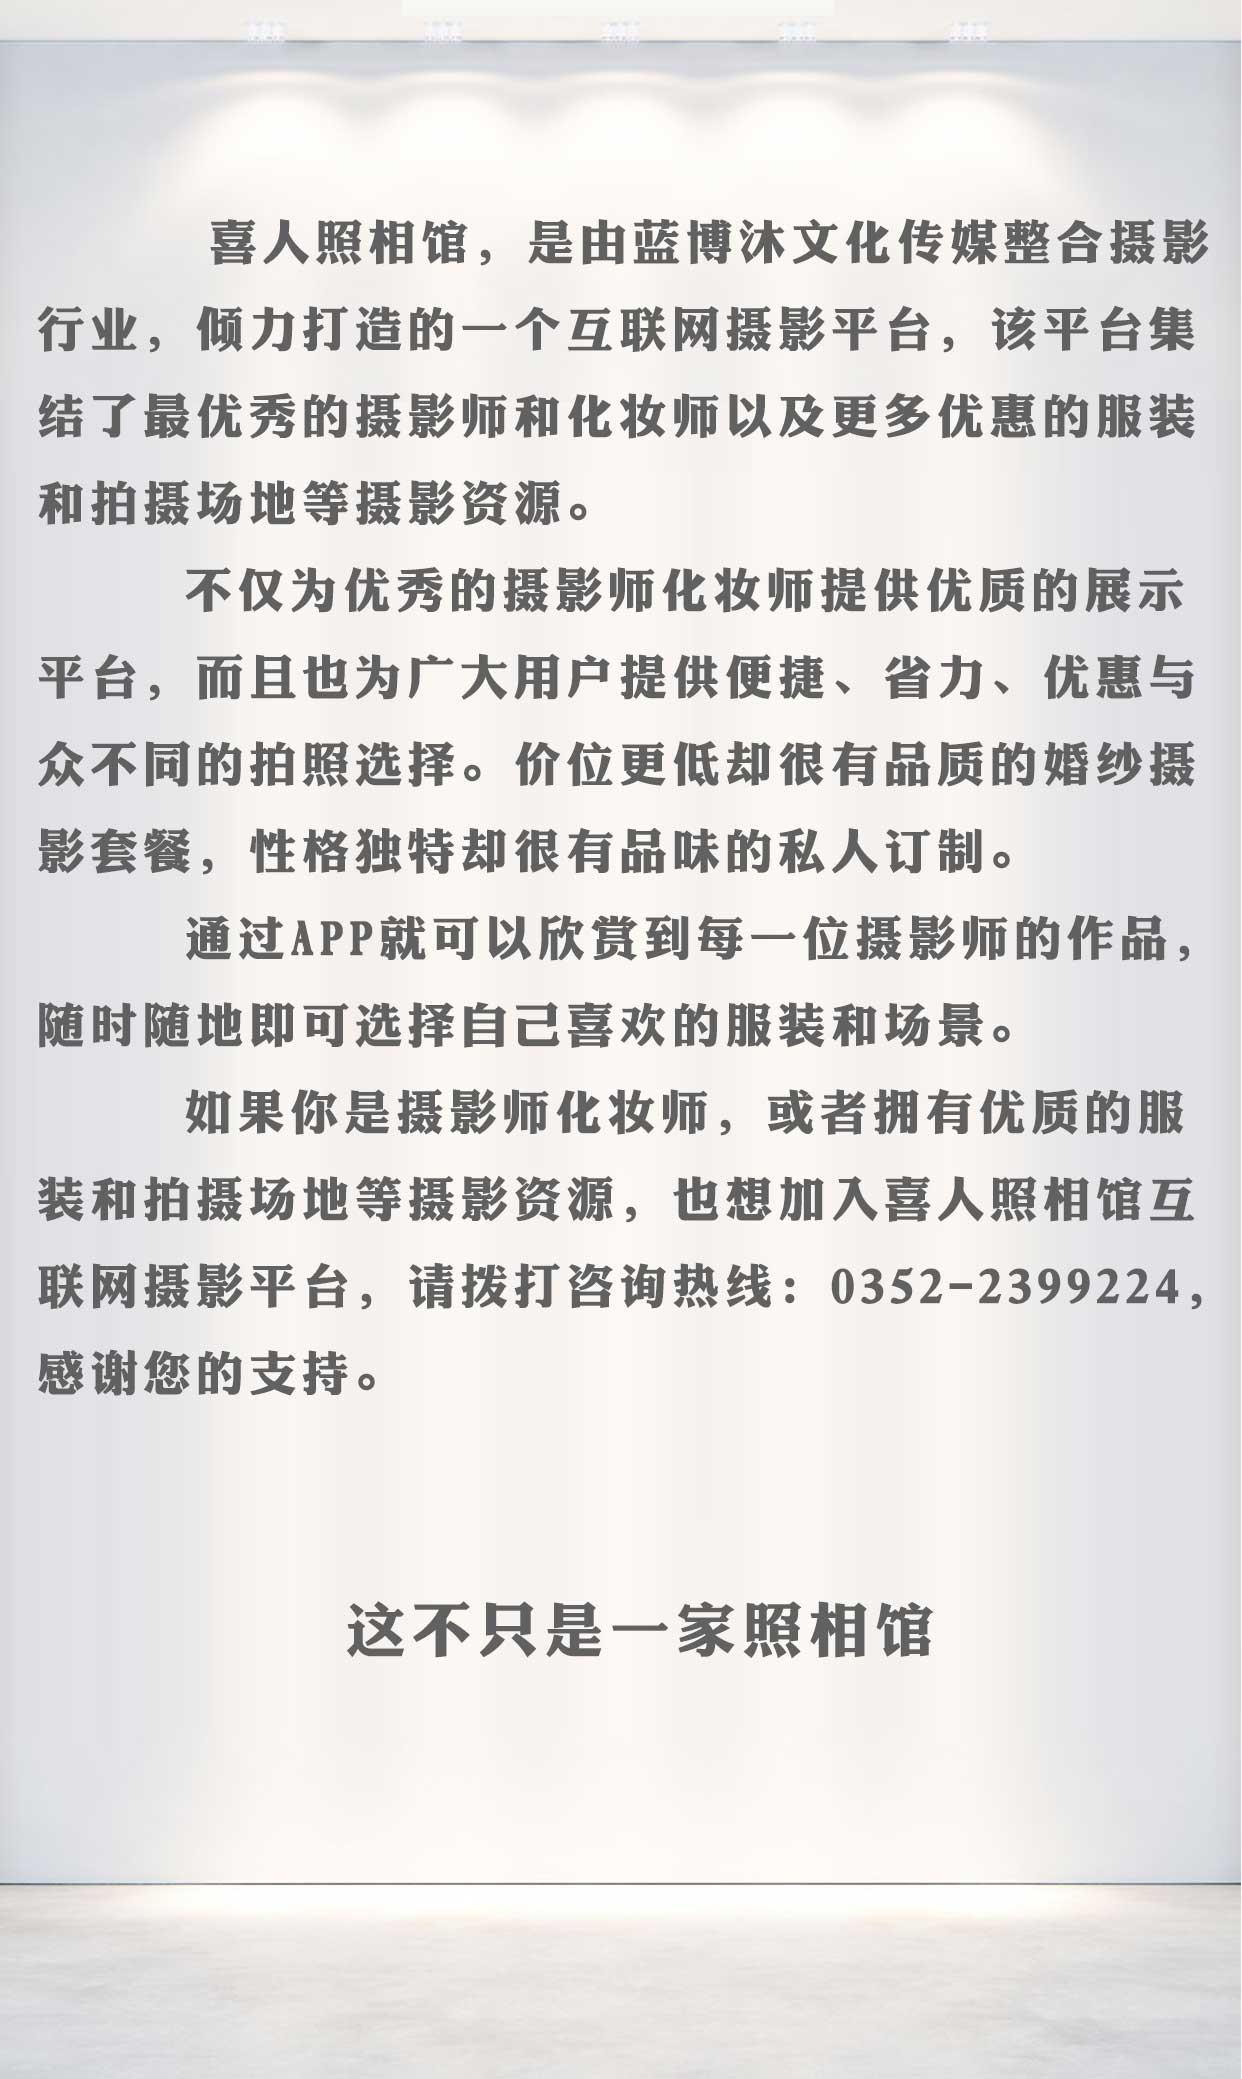 喜人照相馆，是由蓝博沐文化传媒整合摄影
行业，倾力打造的一个互联网摄影平台，该平台集
结了最优秀的摄影师和化妆师以及更多优惠的服装
和拍摄场地等摄影资源。
不仅为优秀的摄影师化妆师提供优质的展示
平台，而且也为广大用户提供便捷、省力、优惠与
众不同的拍照选择。价位更低却很有品质的婚纱摄
影套餐，性格独特却很有品味的私人订制。
通过APP就可以欣赏到每一位摄影师的作品，
随时随地即可选择自己喜欢的服装和场景。
如果你是摄影师化妆师，或者拥有优质的服
装和拍摄场地等摄影资源，也想加入喜人照相馆互
联网摄影平台，请拨打咨询热线：0352-2399224，
感谢您的支持。
这不只是一家照相馆